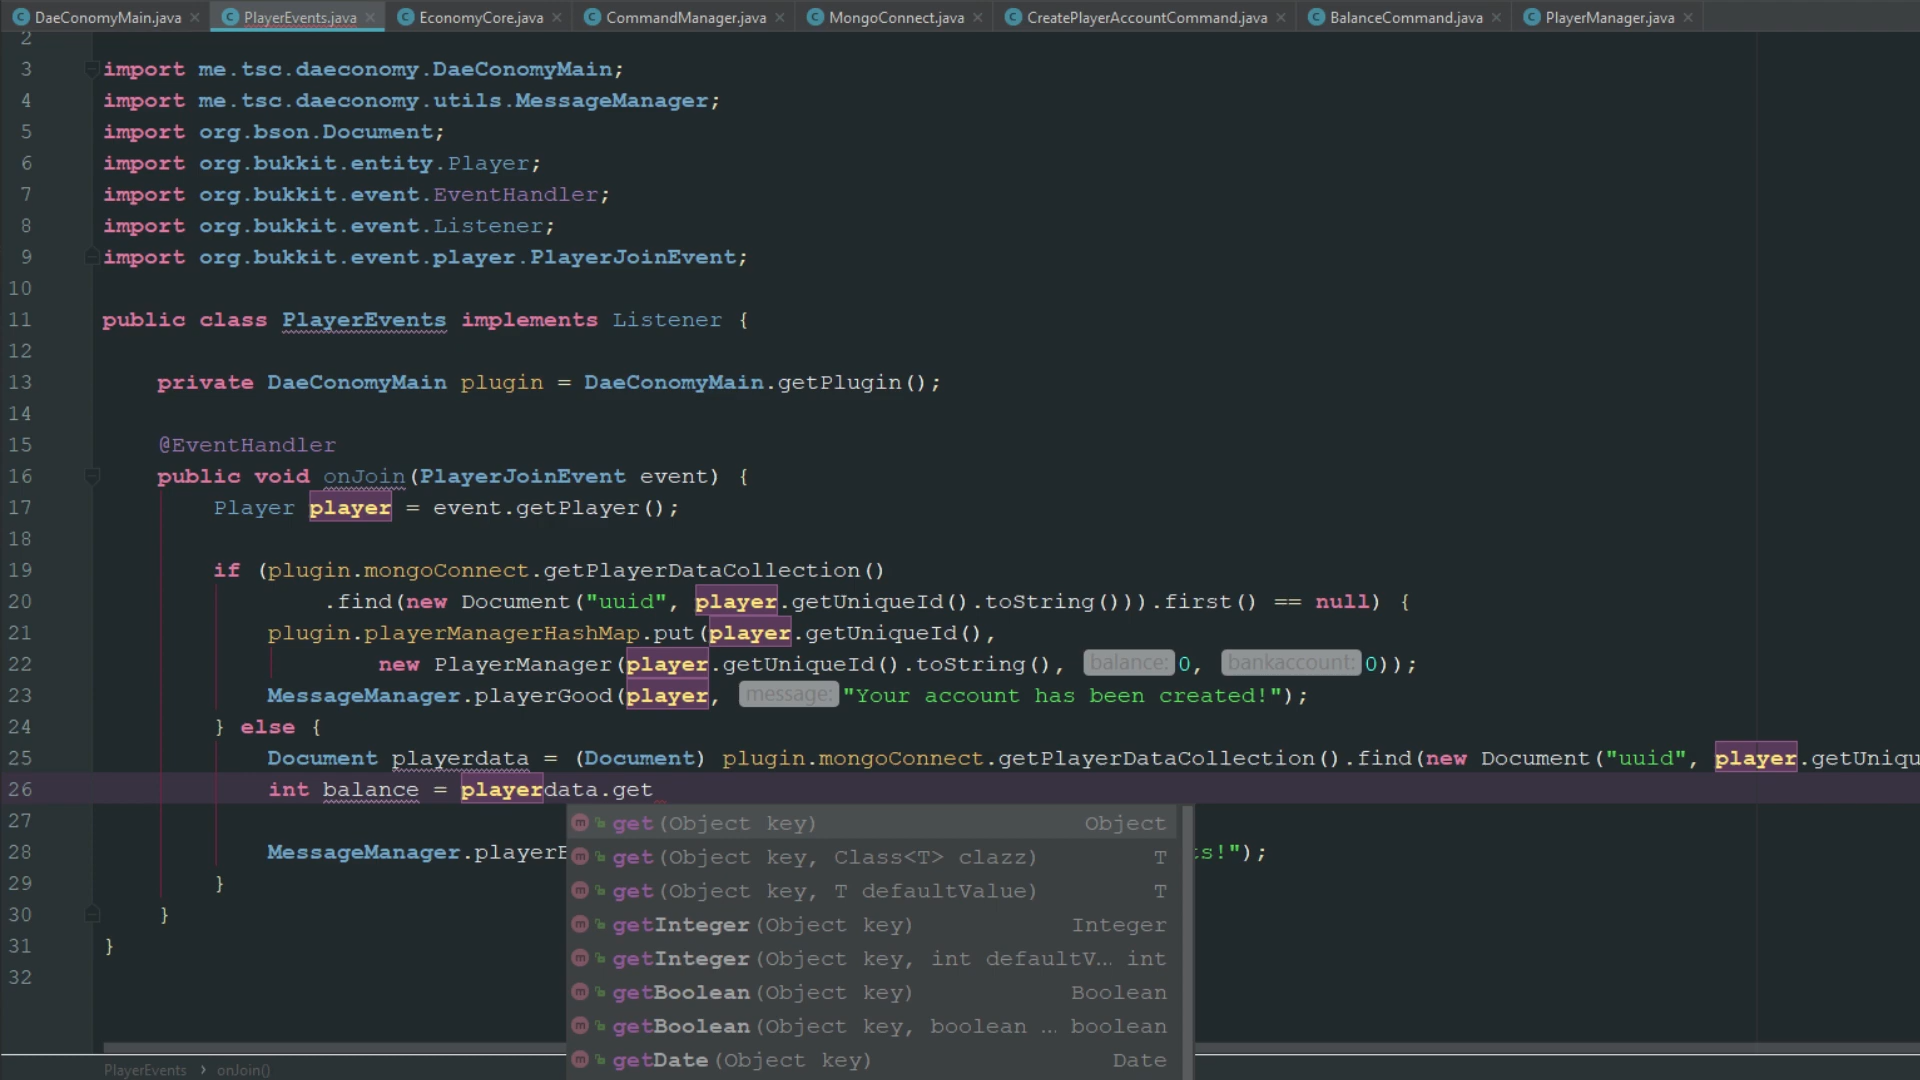 DaeConomyMain.java PlayerEvents.java EconomyCore.java CommandManager.java MongoConnect.java CreatePlayerAccountCommand.java BalanceCommand.java PlayerManager.java
2
3 import me.tsc.daeconomy.DaeConomyMain;
4 import me.tsc.daeconomy.utils.MessageManager;
5 import org.bson.Document;
6 import org.bukkit.entity.Player;
7 import org.bukkit.event.EventHandler;
8 import org.bukkit.event.Listener;
9 import org.bukkit.event.player.PlayerJoinEvent;
10
11 public class PlayerEvents implements Listener {
12
13 private DaeConomyMain plugin = DaeConomyMain.getPlugin();
14
15 @EventHandler
16 public void onJoin(PlayerJoinEvent event) {
17 Player player = event.getPlayer();
18
19 if (plugin.mongoConnect.getPlayerDataCollection()
20 .find(new Document("uuid", player.getUniqueId().toString())).first() == null) {
21 plugin.playerManagerHashMap.put(player.getUniqueId(),
22 new PlayerManager(player.getUniqueId().toString(), balance: 0, bankaccount: 0));
23 MessageManager.playerGood(player, message: "Your account has been created!");
24 } else {
25 Document playerdata = (Document) plugin.mongoConnect.getPlayerDataCollection().find(new Document("uuid", player.getUniqu
26 int balance = playerdata.get
27
28 MessageManager.playerB ts!");
29 }
30 }
31 }
32
get(Object key) Object
get(Object key, Class<T> clazz) T
get(Object key, T defaultValue) T
getInteger(Object key) Integer
getInteger(Object key, int defaultV… int
getBoolean(Object key) Boolean
getBoolean(Object key, boolean … boolean
getDate(Object key) Date
PlayerEvents › onJoin()